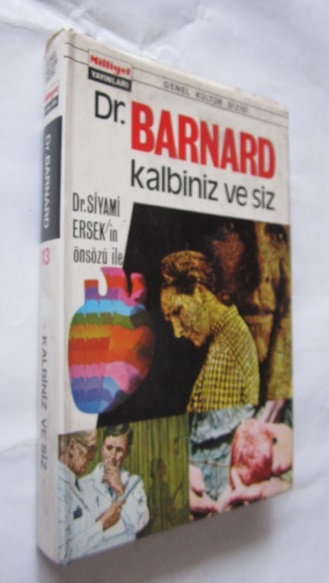 Milliyet
YAYINLARI
GENEL KÜLTÜR DİZİSİ
Dr. BARNARD
kalbiniz ve siz
Dr. SİYAMİ
ERSEK'in
önsözü ile
Dr BARNARD
13
KALBİNİZ VE SİZ